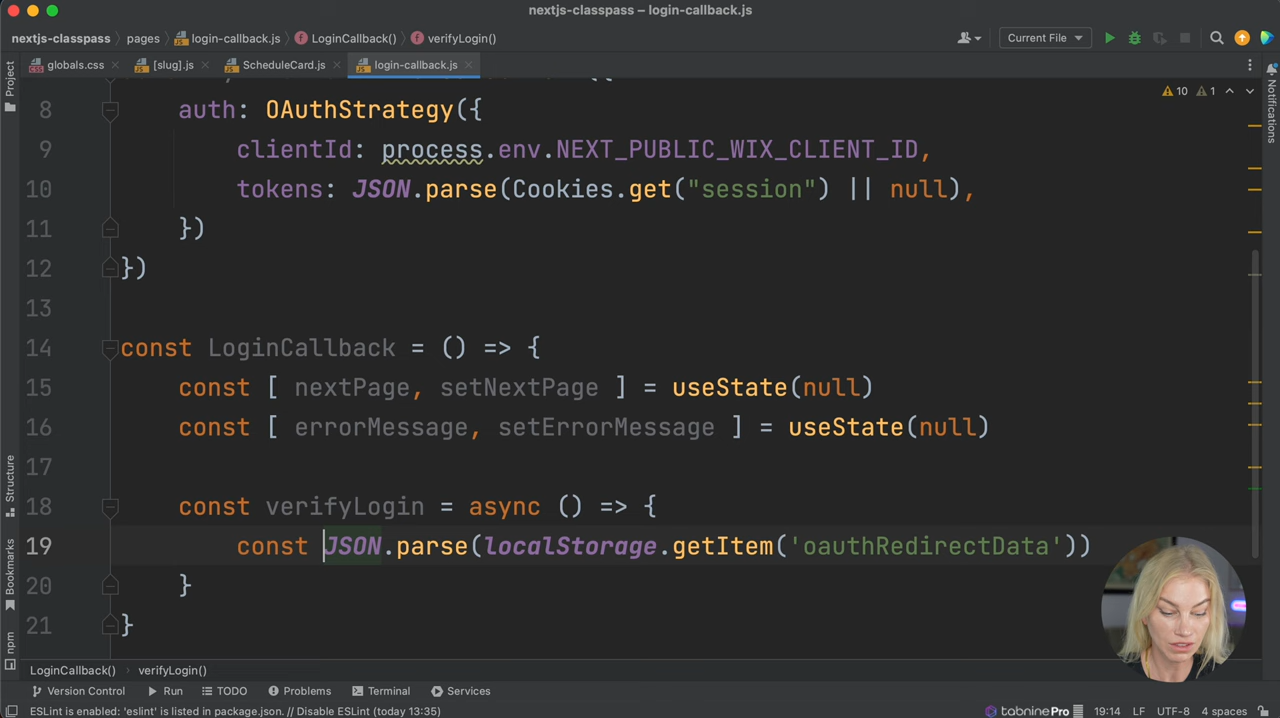 nextjs-classpass – login-callback.js
nextjs-classpass pages login-callback.js LoginCallback() verifyLogin() Current File
globals.css [slug].js ScheduleCard.js login-callback.js
Project
Notifications
10 1
8 auth: OAuthStrategy({
9 clientId: process.env.NEXT_PUBLIC_WIX_CLIENT_ID,
10 tokens: JSON.parse(Cookies.get("session") || null),
11 })
12 })
13
14 const LoginCallback = () => {
15 const [ nextPage, setNextPage ] = useState(null)
16 const [ errorMessage, setErrorMessage ] = useState(null)
17
18 const verifyLogin = async () => {
19 const JSON.parse(localStorage.getItem('oauthRedirectData'))
20 }
21 }
Structure
Bookmarks
npm
LoginCallback() verifyLogin()
Version Control Run TODO Problems Terminal Services
ESLint is enabled: 'eslint' is listed in package.json. // Disable ESLint (today 13:35) tabnine Pro 19:14 LF UTF-8 4 spaces